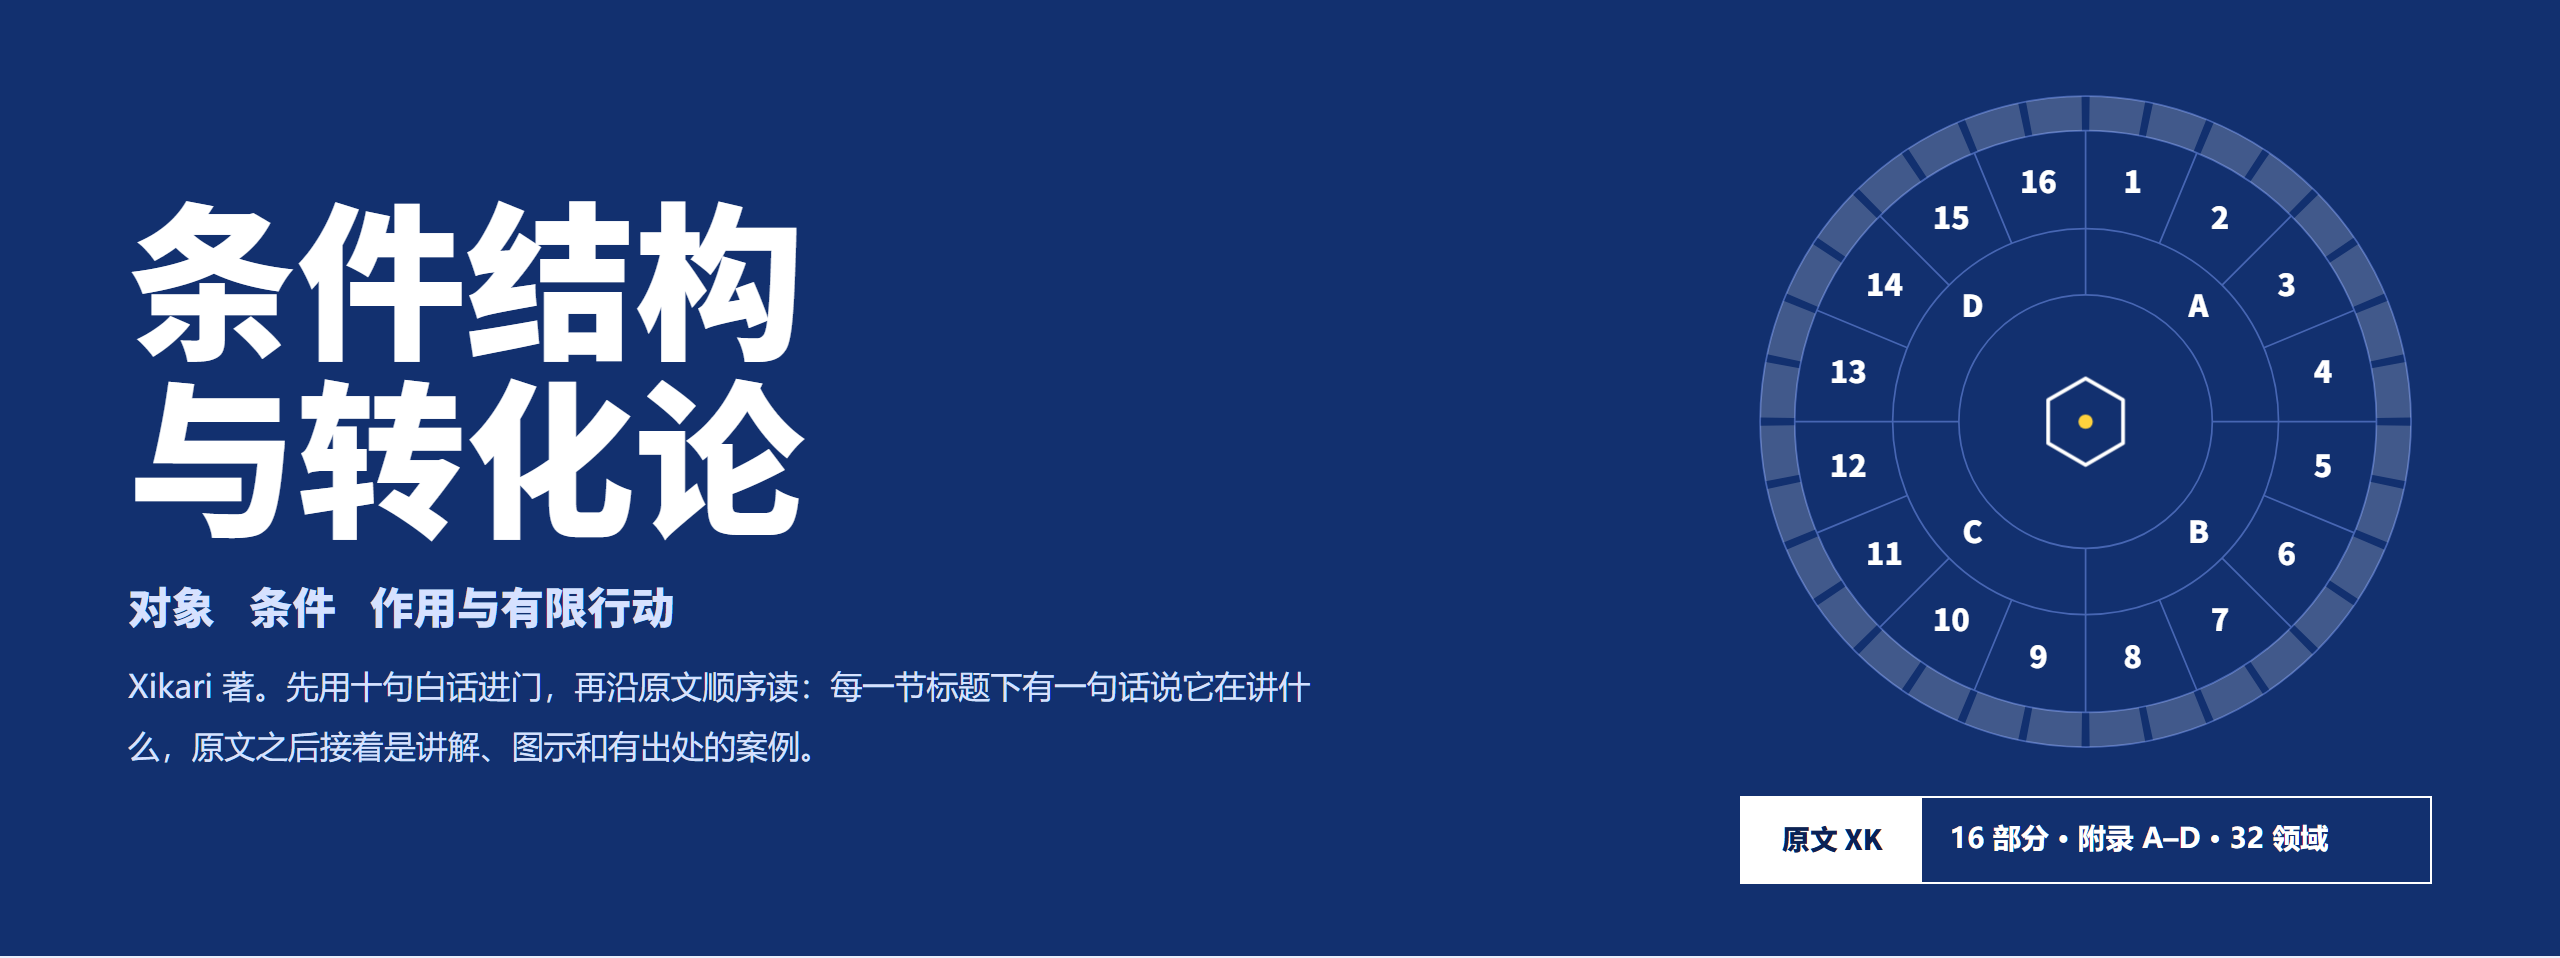 条件结构
与转化论
对象 条件 作用与有限行动
Xikari 著。先用十句白话进门，再沿原文顺序读：每一节标题下有一句话说它在讲什
么，原文之后接着是讲解、图示和有出处的案例。
16 1
15 2
14 3
D A
13 4
12 5
C B
11 6
10 7
9 8
原文 XK
16 部分·附录 A–D·32 领域